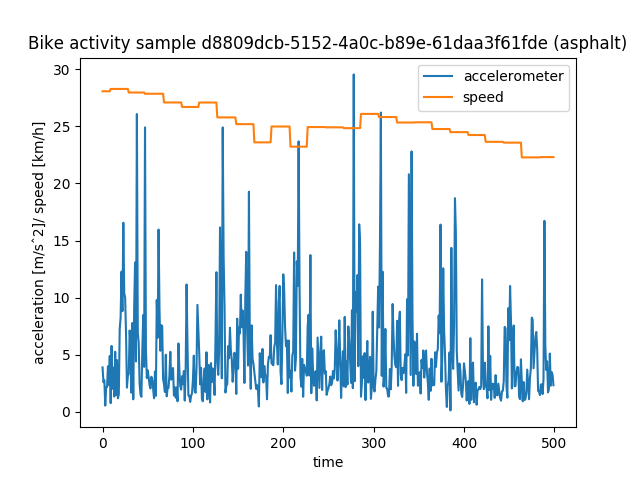 Bike activity sample d8809dcb-5152-4a0c-b89e-61daa3f61fde (asphalt)
accelerometer
speed
acceleration [m/s^2]/ speed [km/h]
30
25
20
15
10
5
0
0 100 200 300 400 500
time